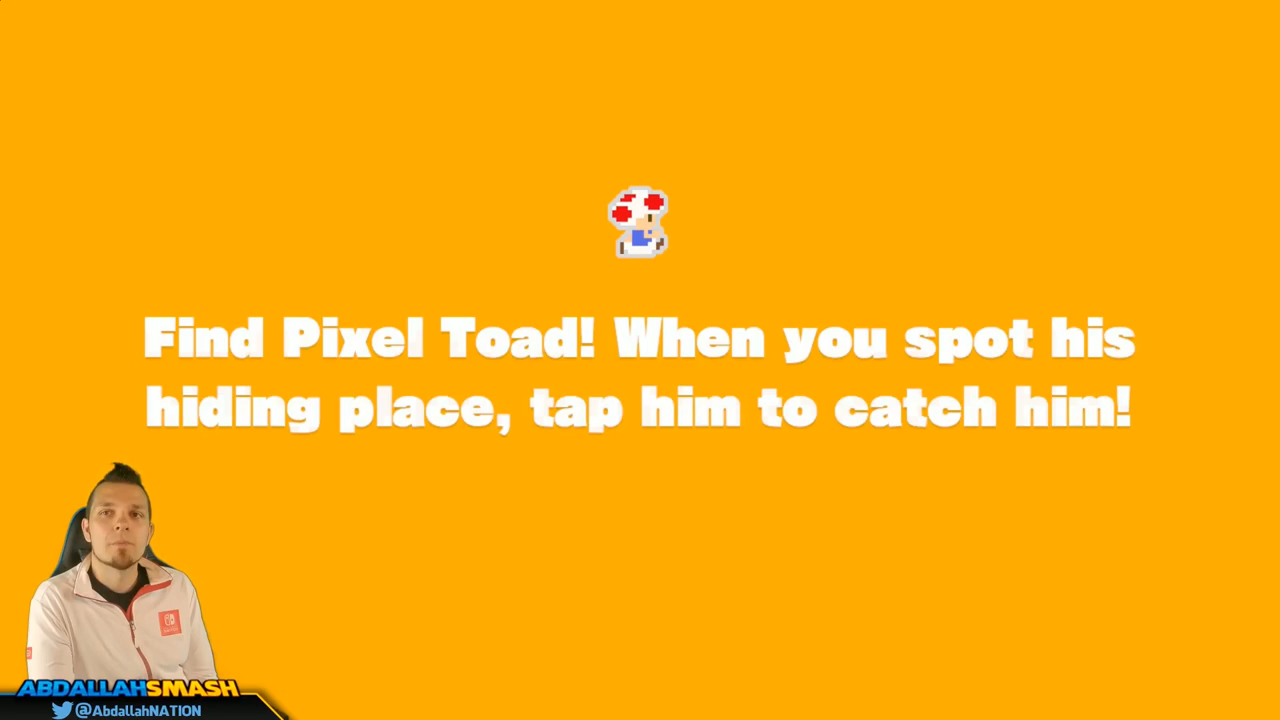 Find Pixel Toad! When you spot his
hiding place, tap him to catch him!
ABDALLAHSMASH
@AbdallahNATION